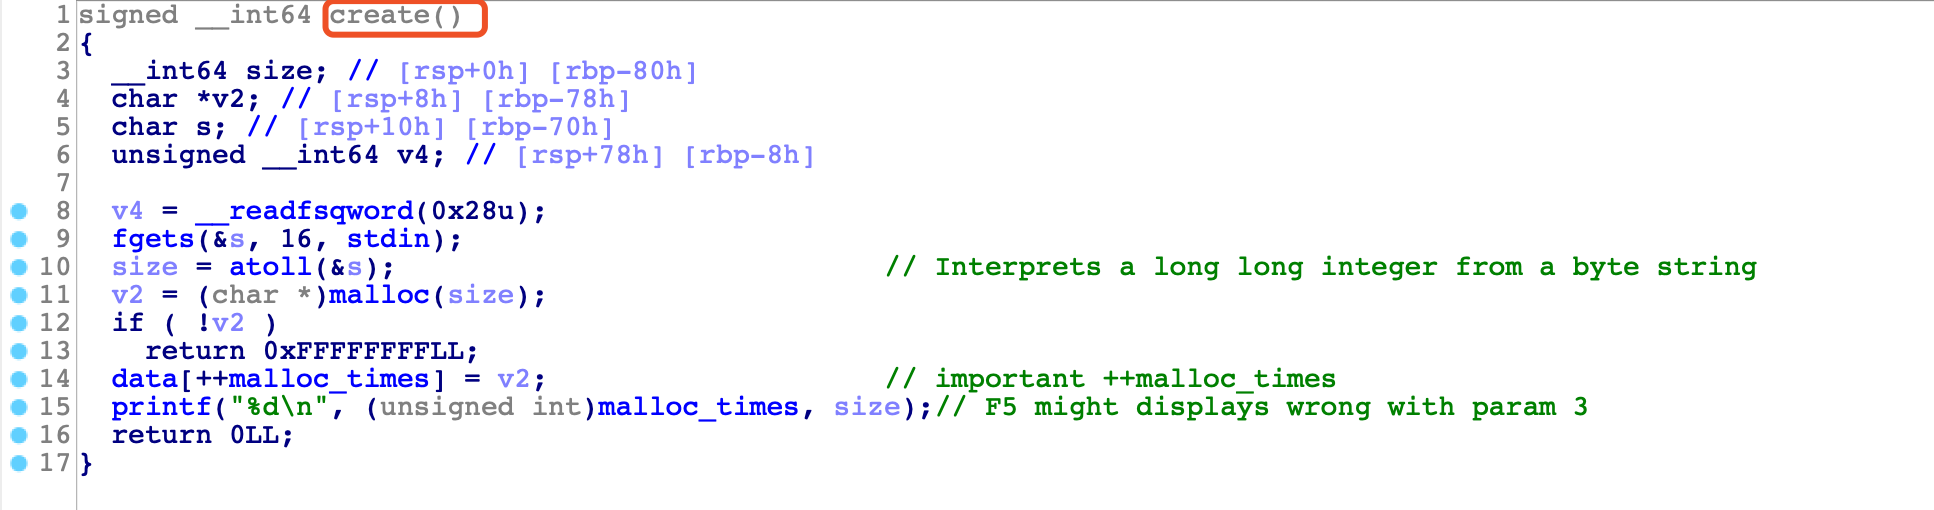 1 signed __int64 create()
2 {
3 __int64 size; // [rsp+0h] [rbp-80h]
4 char *v2; // [rsp+8h] [rbp-78h]
5 char s; // [rsp+10h] [rbp-70h]
6 unsigned __int64 v4; // [rsp+78h] [rbp-8h]
7
8 v4 = __readfsqword(0x28u);
9 fgets(&s, 16, stdin);
10 size = atoll(&s); // Interprets a long long integer from a byte string
11 v2 = (char *)malloc(size);
12 if ( !v2 )
13 return 0xFFFFFFFFLL;
14 data[++malloc_times] = v2; // important ++malloc_times
15 printf("%d\n", (unsigned int)malloc_times, size);// F5 might displays wrong with param 3
16 return 0LL;
17 }